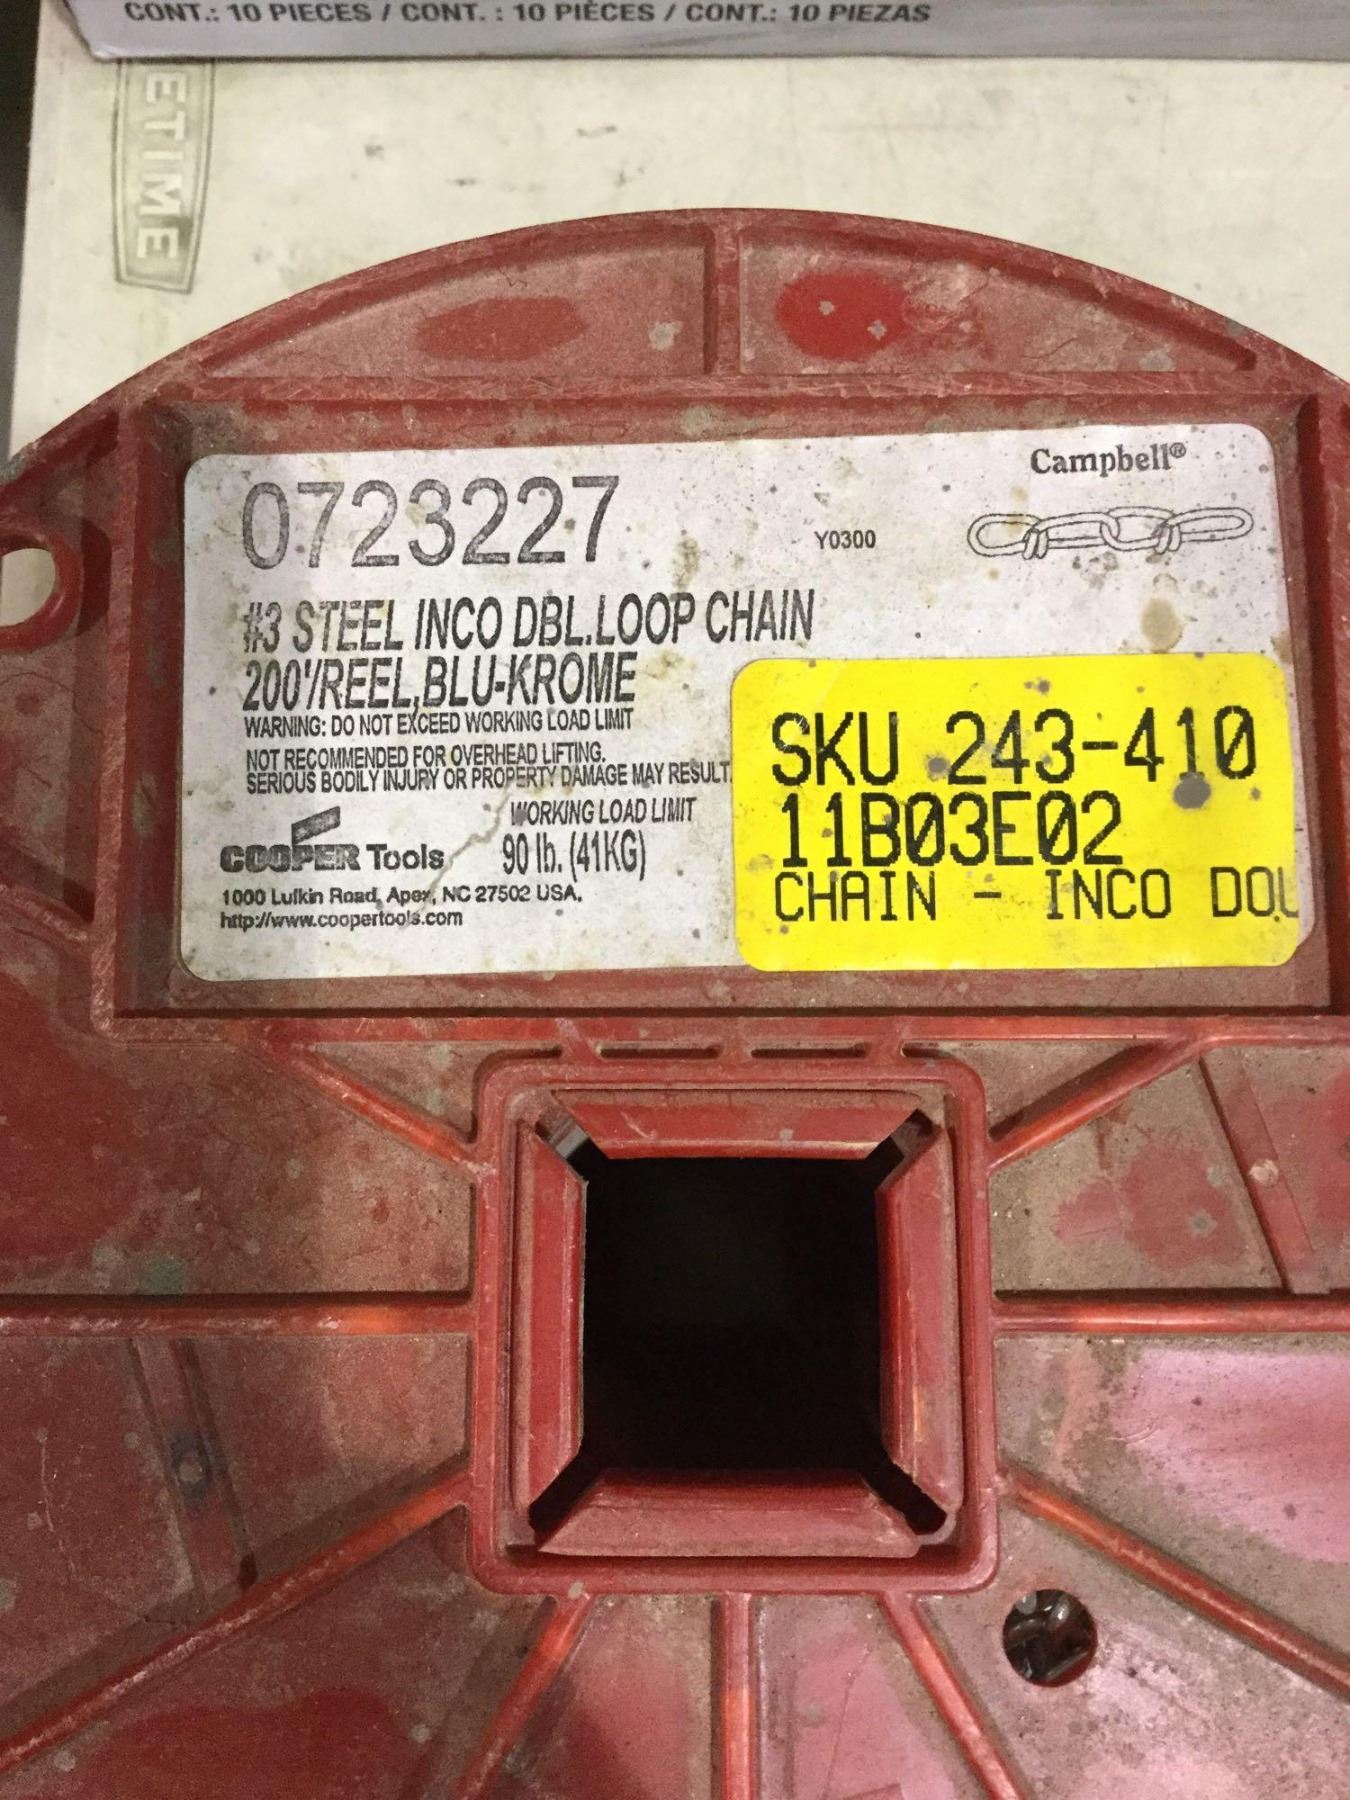 CONT.: 10 PIECES / CONT. : 10 PIÈCES / CONT.: 10 PIEZAS
ETIME
Campbell®
0723227
Y0300
#3 STEEL INCO DBL.LOOP CHAIN
200'/REEL,BLU-KROME
WARNING: DO NOT EXCEED WORKING LOAD LIMIT
NOT RECOMMENDED FOR OVERHEAD LIFTING.
SERIOUS BODILY INJURY OR PROPERTY DAMAGE MAY RESULT.
WORKING LOAD LIMIT
90 lb. (41KG)
COOPER Tools
1000 Lufkin Road, Apex, NC 27502 USA.
http://www.coopertools.com
SKU 243-410
11B03E02
CHAIN - INCO DOU